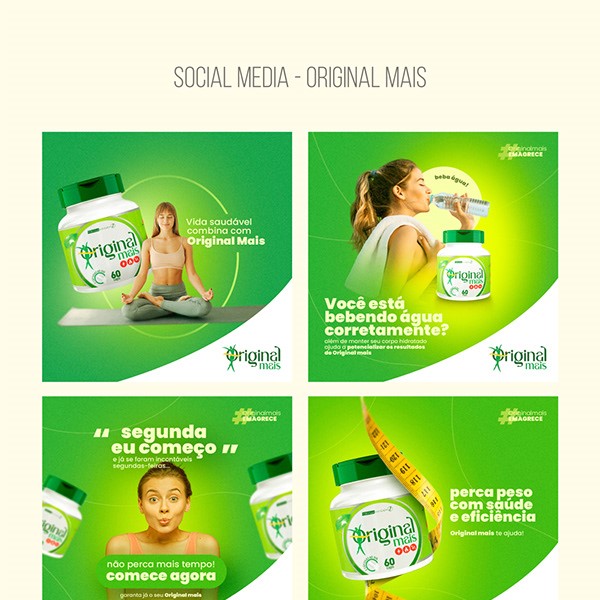 SOCIAL MEDIA - ORIGINAL MAIS
Vida saudável
combina com
Original Mais
Original
mais
60
Original
mais
#originalmais
EMAGRECE
beba água!
Original
mais
60
Você está
bebendo água
corretamente?
além de manter seu corpo hidratado
ajuda a potencializar os resultados
do Original mais
Original
mais
#originalmais
EMAGRECE
" segunda
eu começo "
e já se foram incontáveis
segundas-feiras...
não perca mais tempo!
comece agora
garanta já o seu Original mais
#originalmais
EMAGRECE
Original
mais
60
perca peso
com saúde
e eficiência
Original mais te ajuda!